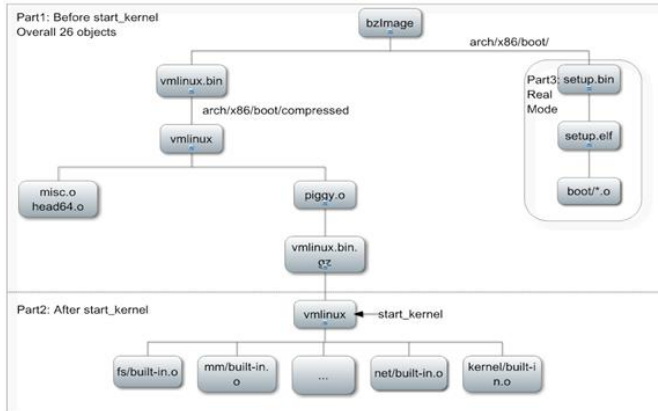 Part1: Before start_kernel
Overall 26 objects
bzImage
arch/x86/boot/
vmlinux.bin
Part3:
Real
Mode
setup.bin
arch/x86/boot/compressed
vmlinux
setup.elf
misc.o
head64.o
piggy.o
boot/*.o
vmlinux.bin.
gz
Part2: After start_kernel
vmlinux
start_kernel
fs/built-in.o
mm/built-in.
o
...
net/built-in.o
kernel/built-
in.o